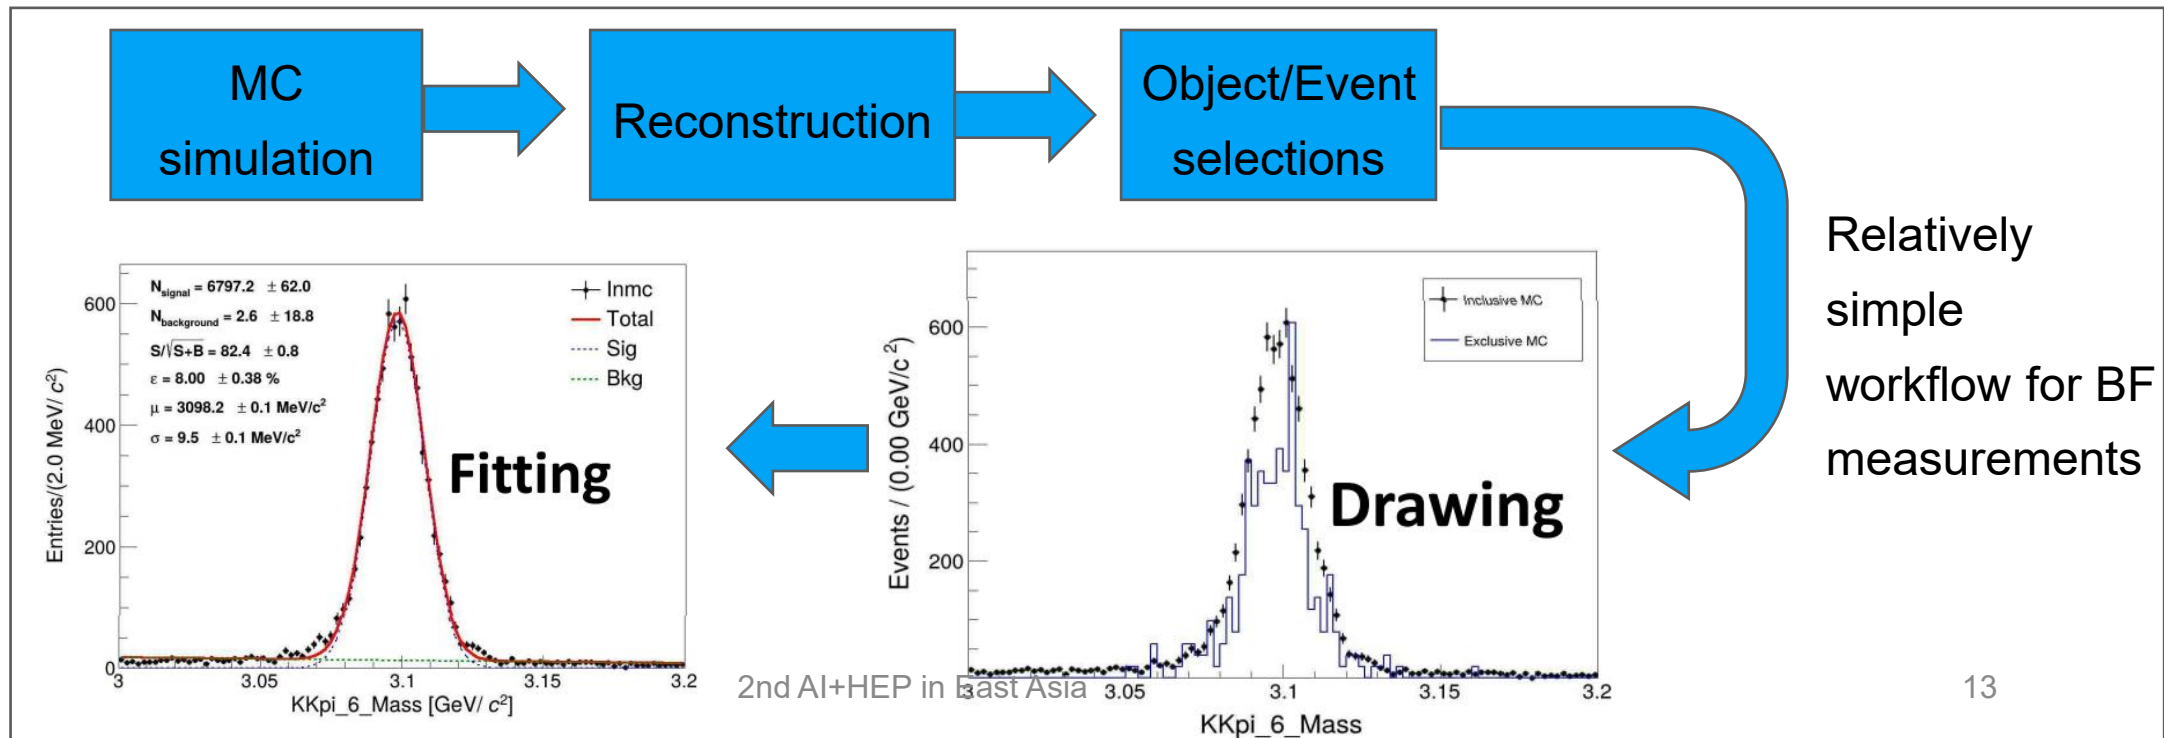 MC
simulation
Reconstruction
Object/Event
selections
Relatively
simple
workflow for BF
measurements
N_signal = 6797.2 ± 62.0
N_background = 2.6 ± 18.8
S/√S+B = 82.4 ± 0.8
ε = 8.00 ± 0.38 %
μ = 3098.2 ± 0.1 MeV/c²
σ = 9.5 ± 0.1 MeV/c²
Inmc
Total
Sig
Bkg
Fitting
Entries/(2.0 MeV/ c²)
600
400
200
0
3 3.05 3.1 3.15 3.2
KKpi_6_Mass [GeV/ c²]
Inclusive MC
Exclusive MC
Drawing
Events / (0.00 GeV/c²)
600
400
200
3.05 3.1 3.15 3.2
KKpi_6_Mass
2nd AI+HEP in East Asia
13